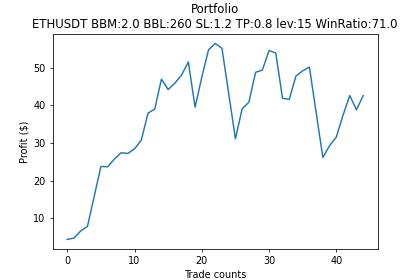 Portfolio
ETHUSDT BBM:2.0 BBL:260 SL:1.2 TP:0.8 lev:15 WinRatio:71.0
Profit ($)
50
40
30
20
10
0 10 20 30 40
Trade counts